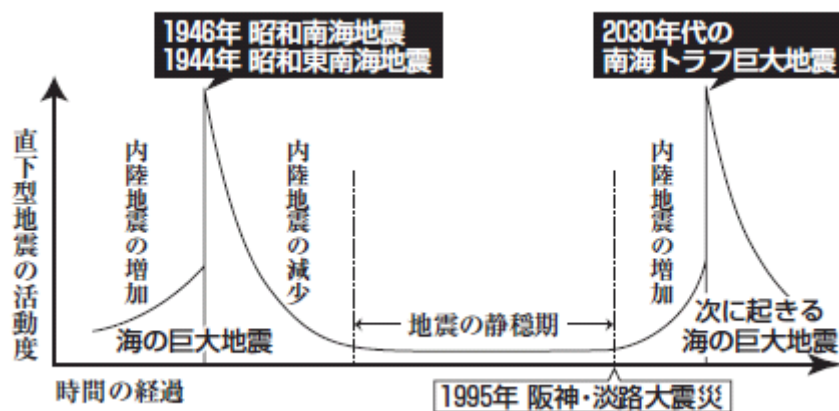 1946年 昭和南海地震
1944年 昭和東南海地震
2030年代の
南海トラフ巨大地震
直下型地震の活動度
内陸地震の増加
内陸地震の減少
内陸地震の増加
地震の静穏期
海の巨大地震
次に起きる
海の巨大地震
時間の経過
1995年 阪神・淡路大震災